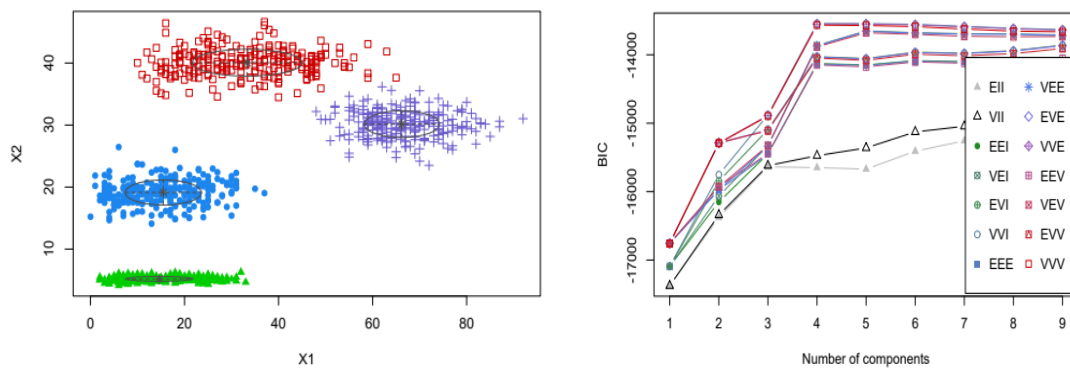 40
30
20
10
X2
0
20
40
60
80
X1
-14000
-15000
-16000
-17000
BIC
EII
VII
EEI
VEI
EVI
VVI
EEE
VEE
EVE
VVE
EEV
VEV
EVV
VVV
1
2
3
4
5
6
7
8
9
Number of components